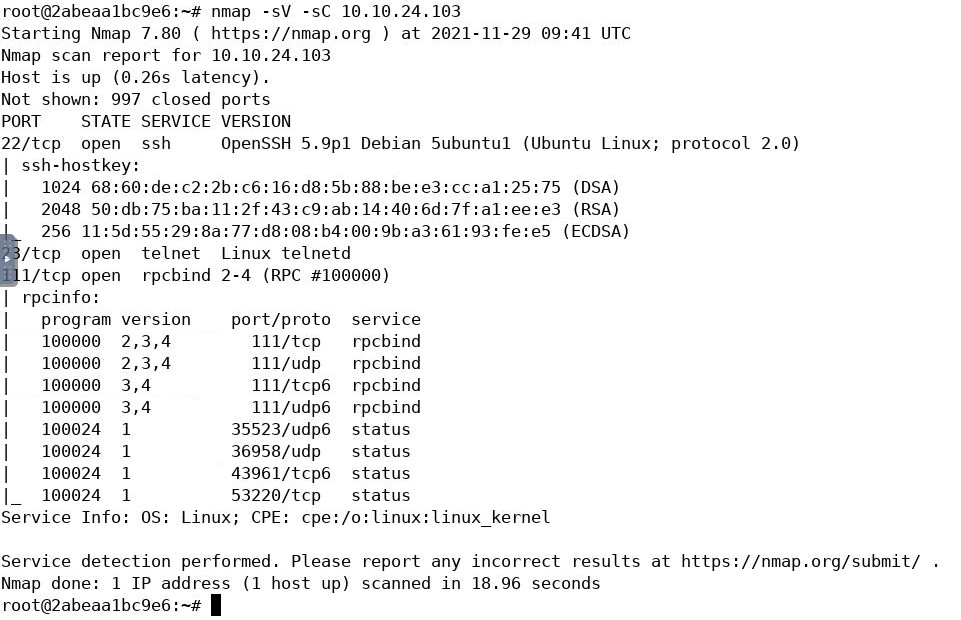 root@2abeaa1bc9e6:~# nmap -sV -sC 10.10.24.103
Starting Nmap 7.80 ( https://nmap.org ) at 2021-11-29 09:41 UTC
Nmap scan report for 10.10.24.103
Host is up (0.26s latency).
Not shown: 997 closed ports
PORT    STATE SERVICE VERSION
22/tcp  open  ssh     OpenSSH 5.9p1 Debian 5ubuntu1 (Ubuntu Linux; protocol 2.0)
| ssh-hostkey:
|   1024 68:60:de:c2:2b:c6:16:d8:5b:88:be:e3:cc:a1:25:75 (DSA)
|   2048 50:db:75:ba:11:2f:43:c9:ab:14:40:6d:7f:a1:ee:e3 (RSA)
|_  256 11:5d:55:29:8a:77:d8:08:b4:00:9b:a3:61:93:fe:e5 (ECDSA)
23/tcp  open  telnet  Linux telnetd
111/tcp open  rpcbind 2-4 (RPC #100000)
| rpcinfo:
|   program version    port/proto  service
|   100000  2,3,4        111/tcp   rpcbind
|   100000  2,3,4        111/udp   rpcbind
|   100000  3,4          111/tcp6  rpcbind
|   100000  3,4          111/udp6  rpcbind
|   100024  1          35523/udp6  status
|   100024  1          36958/udp   status
|   100024  1          43961/tcp6  status
|_  100024  1          53220/tcp   status
Service Info: OS: Linux; CPE: cpe:/o:linux:linux_kernel
Service detection performed. Please report any incorrect results at https://nmap.org/submit/ .
Nmap done: 1 IP address (1 host up) scanned in 18.96 seconds
root@2abeaa1bc9e6:~#